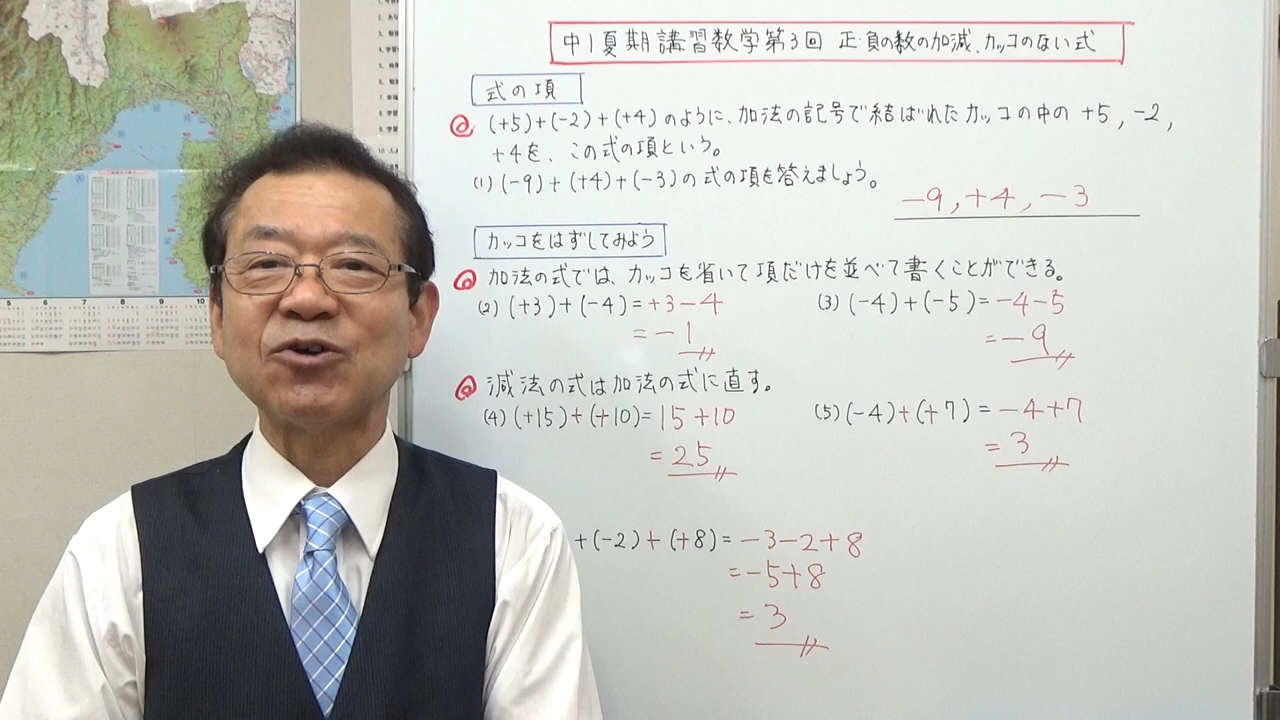 中1夏期講習数学第3回 正・負の数の加減、カッコのない式
式の項
(+5)+(-2)+(+4)のように、加法の記号で結ばれたカッコの中の +5, -2,
+4を、この式の項という。
(1)(-9)+(+4)+(-3)の式の項を答えましょう。
-9,+4,-3
カッコをはずしてみよう
加法の式では、カッコを省いて項だけを並べて書くことができる。
(2)(+3)+(-4)=+3-4
=-1
(3)(-4)+(-5)=-4-5
=-9
減法の式は加法の式に直す。
(4)(+15)+(+10)=15+10
=25
(5)(-4)+(+7)=-4+7
=3
+(-2)+(+8)=-3-2+8
=-5+8
=3
5 6 7 8 9 10